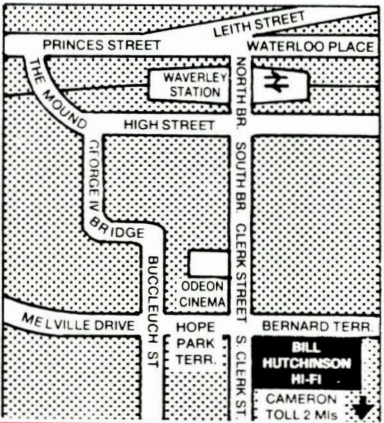 LEITH STREET
PRINCES STREET
WATERLOO PLACE
THE MOUND
WAVERLEY
STATION
NORTH BR.
HIGH STREET
GEORGE IV
BRIDGE
SOUTH BR.
CLERK STREET
BUCCLEUCH ST
ODEON
CINEMA
MELVILLE DRIVE
HOPE
PARK
TERR.
BERNARD TERR.
S. CLERK ST.
BILL
HUTCHINSON
HI-FI
CAMERON
TOLL 2 Mls